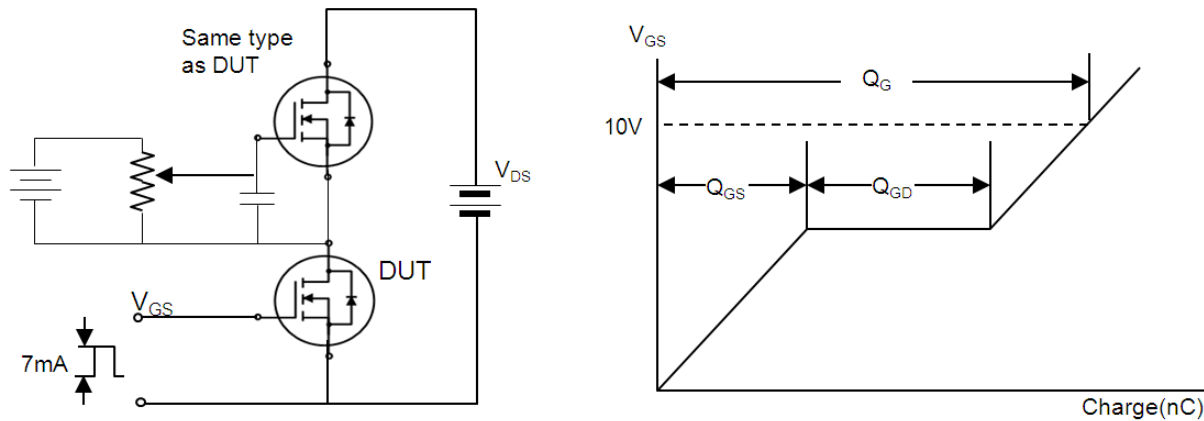 Same type
as DUT
V_DS
DUT
V_GS
7mA
V_GS
Q_G
10V
Q_GS
Q_GD
Charge(nC)